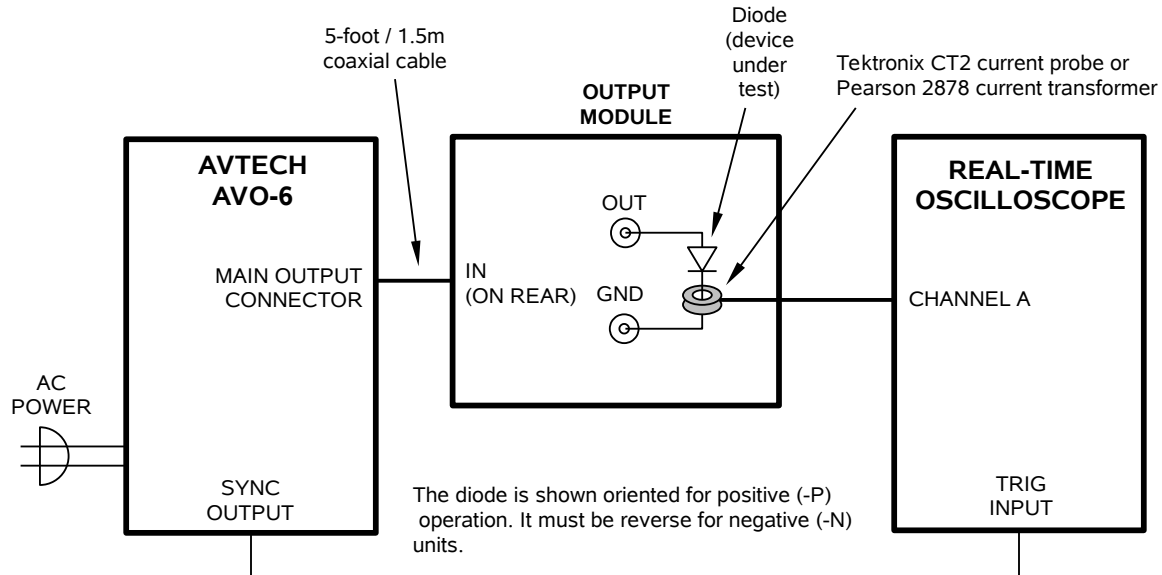 5-foot / 1.5m
coaxial cable
Diode
(device
under
test)
Tektronix CT2 current probe or
Pearson 2878 current transformer
OUTPUT
MODULE
AVTECH
AVO-6
REAL-TIME
OSCILLOSCOPE
OUT
MAIN OUTPUT
CONNECTOR
IN
(ON REAR)
GND
CHANNEL A
AC
POWER
SYNC
OUTPUT
The diode is shown oriented for positive (-P)
operation. It must be reverse for negative (-N)
units.
TRIG
INPUT